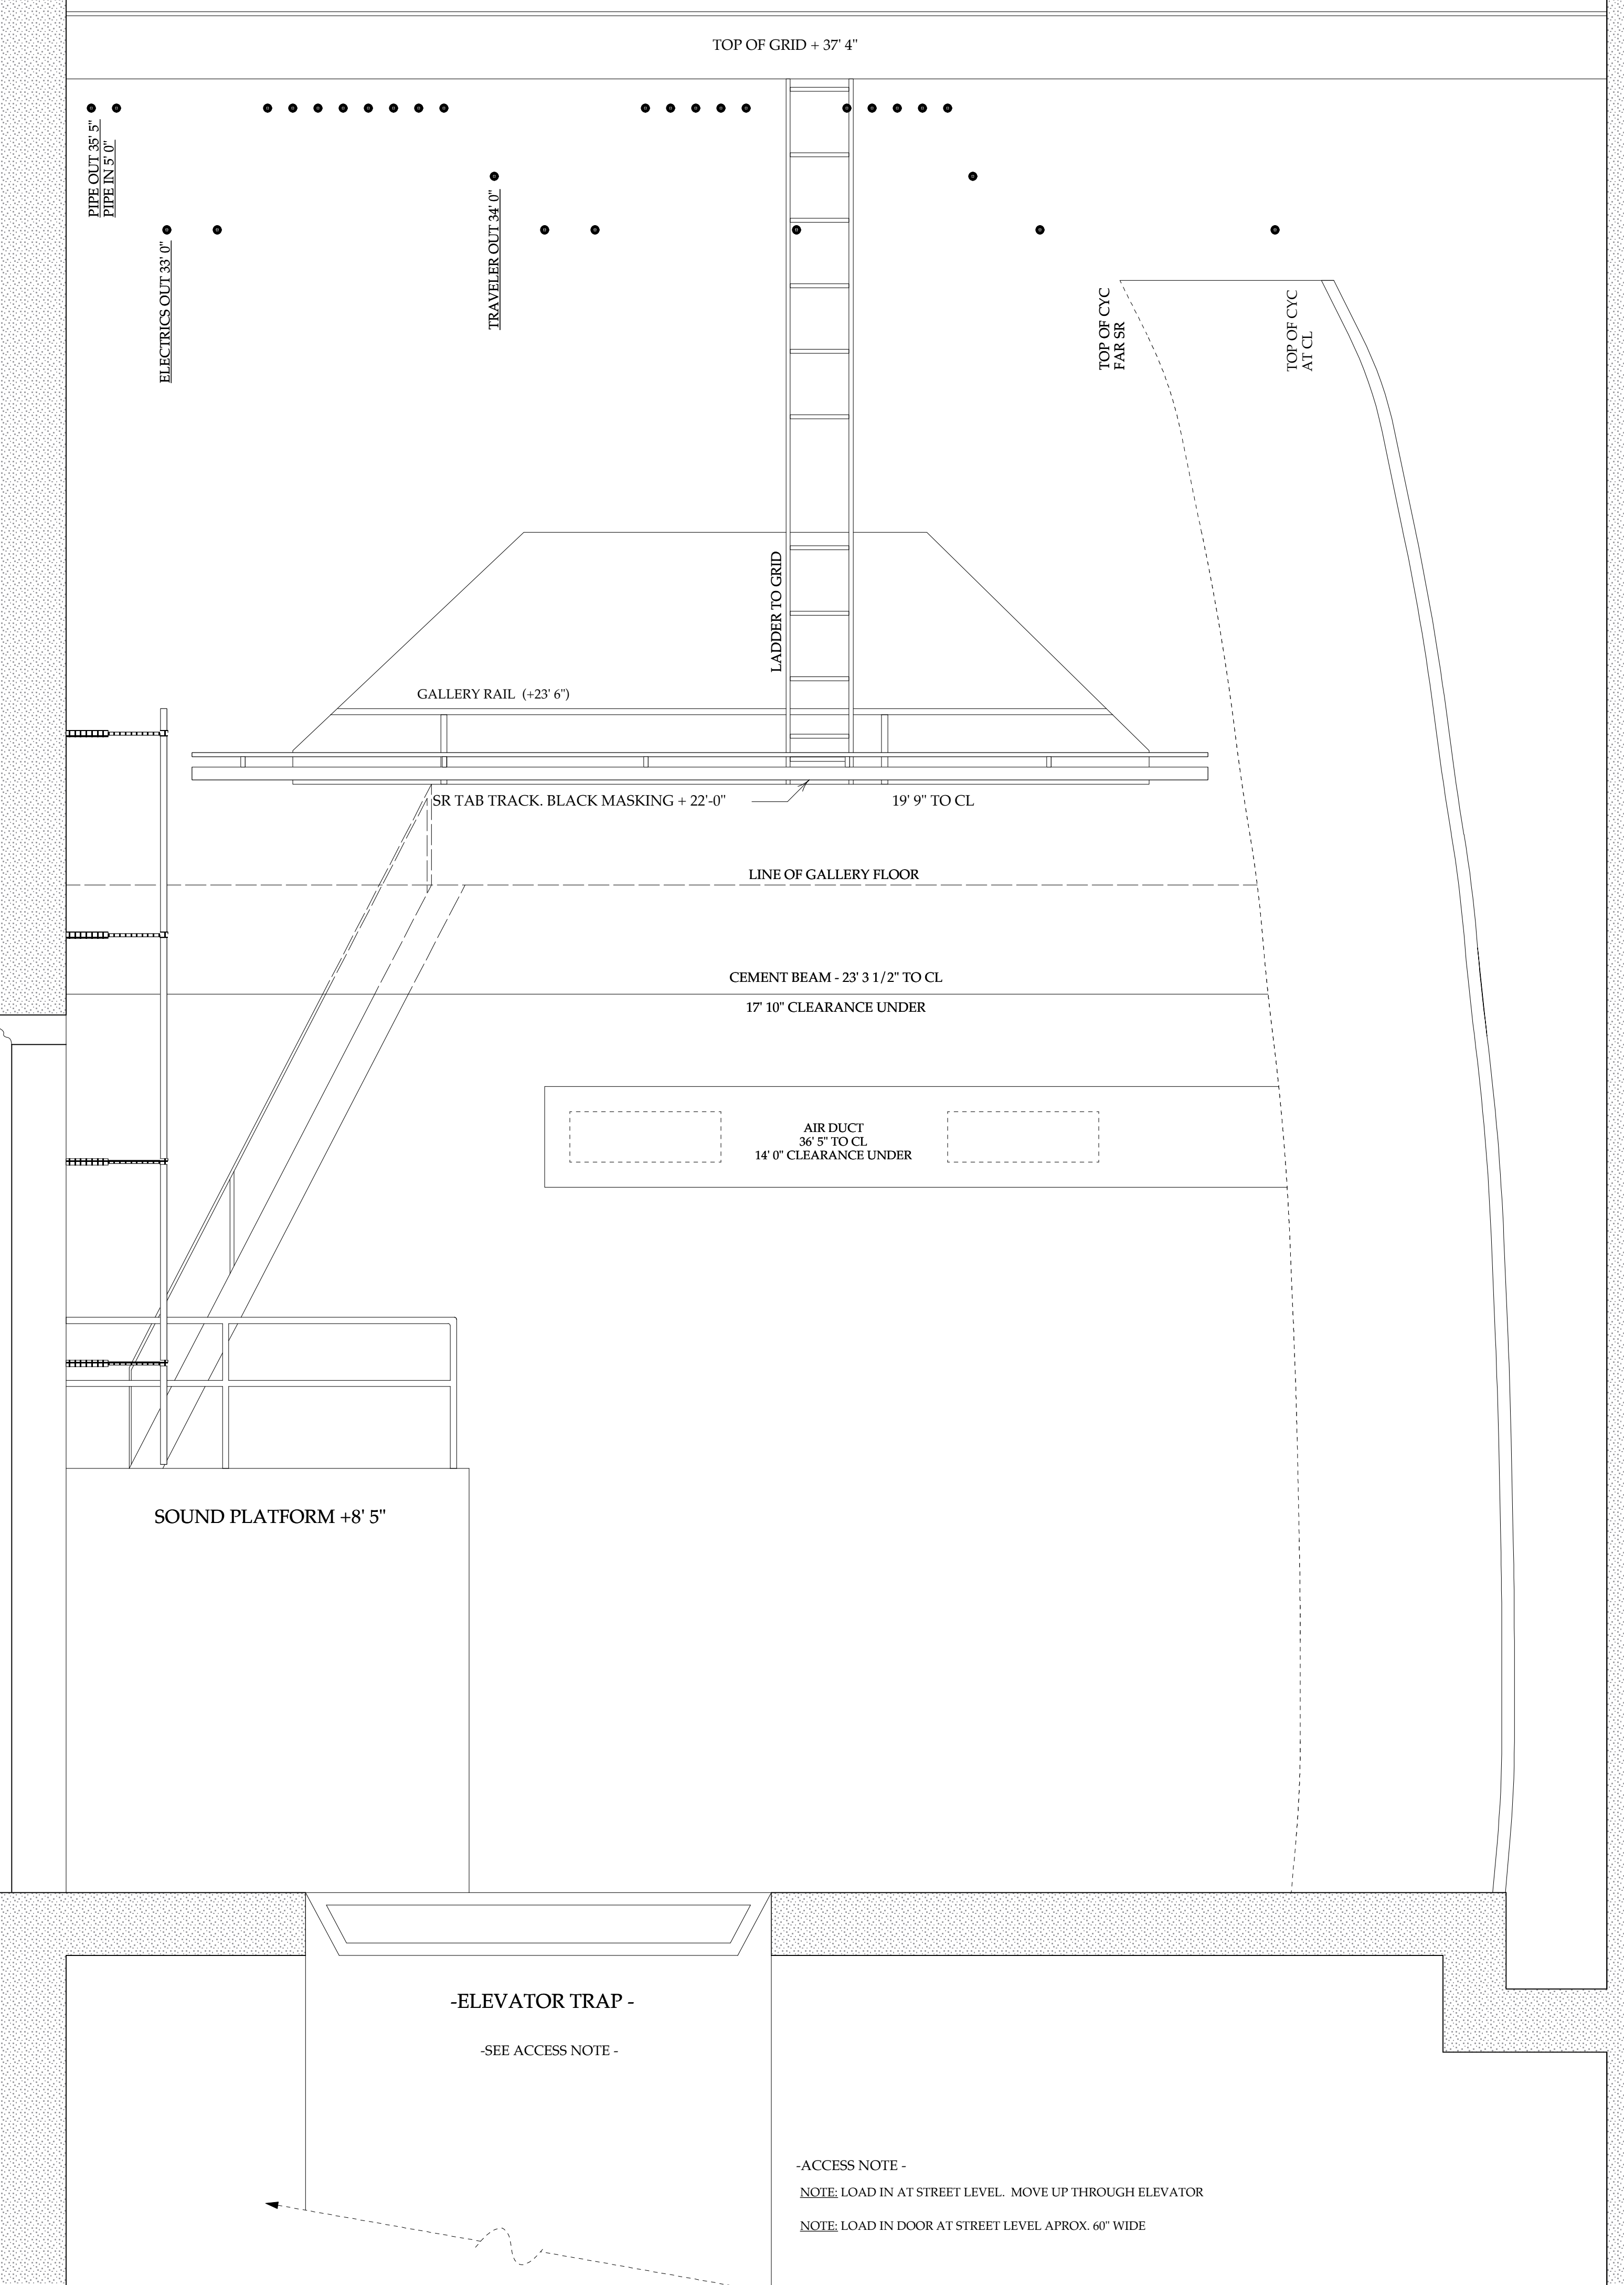 TOP OF GRID + 37' 4"
PIPE OUT 35' 5"
PIPE IN 5' 0"
ELECTRICS OUT 33' 0"
TRAVELER OUT 34' 0"
TOP OF CYC
FAR SR
TOP OF CYC
AT CL
LADDER TO GRID
GALLERY RAIL (+23' 6")
SR TAB TRACK. BLACK MASKING + 22'-0"
19' 9" TO CL
LINE OF GALLERY FLOOR
CEMENT BEAM - 23' 3 1/2" TO CL
17' 10" CLEARANCE UNDER
AIR DUCT
36' 5" TO CL
14' 0" CLEARANCE UNDER
SOUND PLATFORM +8' 5"
-ELEVATOR TRAP -
-SEE ACCESS NOTE -
-ACCESS NOTE -
NOTE: LOAD IN AT STREET LEVEL. MOVE UP THROUGH ELEVATOR
NOTE: LOAD IN DOOR AT STREET LEVEL APROX. 60" WIDE